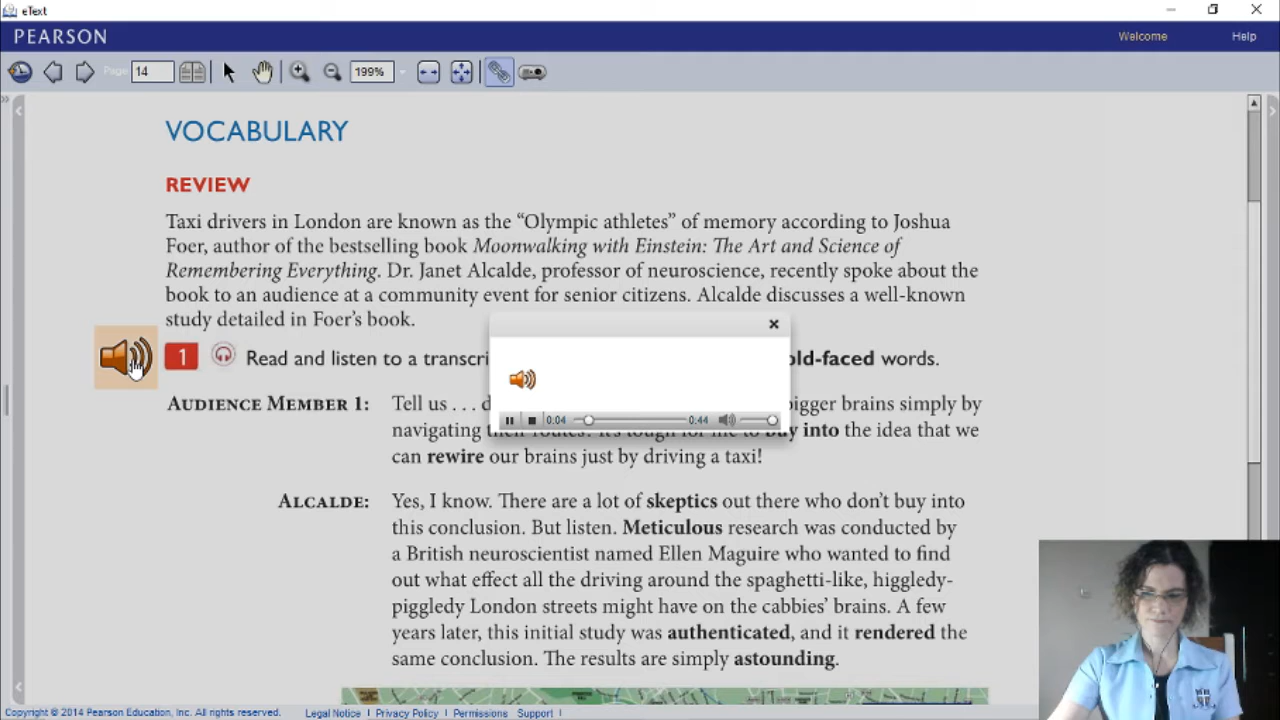 eText
PEARSON
Welcome
Help
Page 14
199%
VOCABULARY
REVIEW
Taxi drivers in London are known as the “Olympic athletes” of memory according to Joshua
Foer, author of the bestselling book Moonwalking with Einstein: The Art and Science of
Remembering Everything. Dr. Janet Alcalde, professor of neuroscience, recently spoke about the
book to an audience at a community event for senior citizens. Alcalde discusses a well-known
study detailed in Foer’s book.
1 Read and listen to a old-faced words.
0:04 0:44
AUDIENCE MEMBER 1: Tell us . . . bigger brains simply by
navigating their routes? It’s tough for me to buy into the idea that we
can rewire our brains just by driving a taxi!
ALCALDE: Yes, I know. There are a lot of skeptics out there who don’t buy into
this conclusion. But listen. Meticulous research was conducted by
a British neuroscientist named Ellen Maguire who wanted to find
out what effect all the driving around the spaghetti-like, higgledy-
piggledy London streets might have on the cabbies’ brains. A few
years later, this initial study was authenticated, and it rendered the
same conclusion. The results are simply astounding.
Copyright © 2014 Pearson Education, Inc. All rights reserved. Legal Notice | Privacy Policy | Permissions Support |